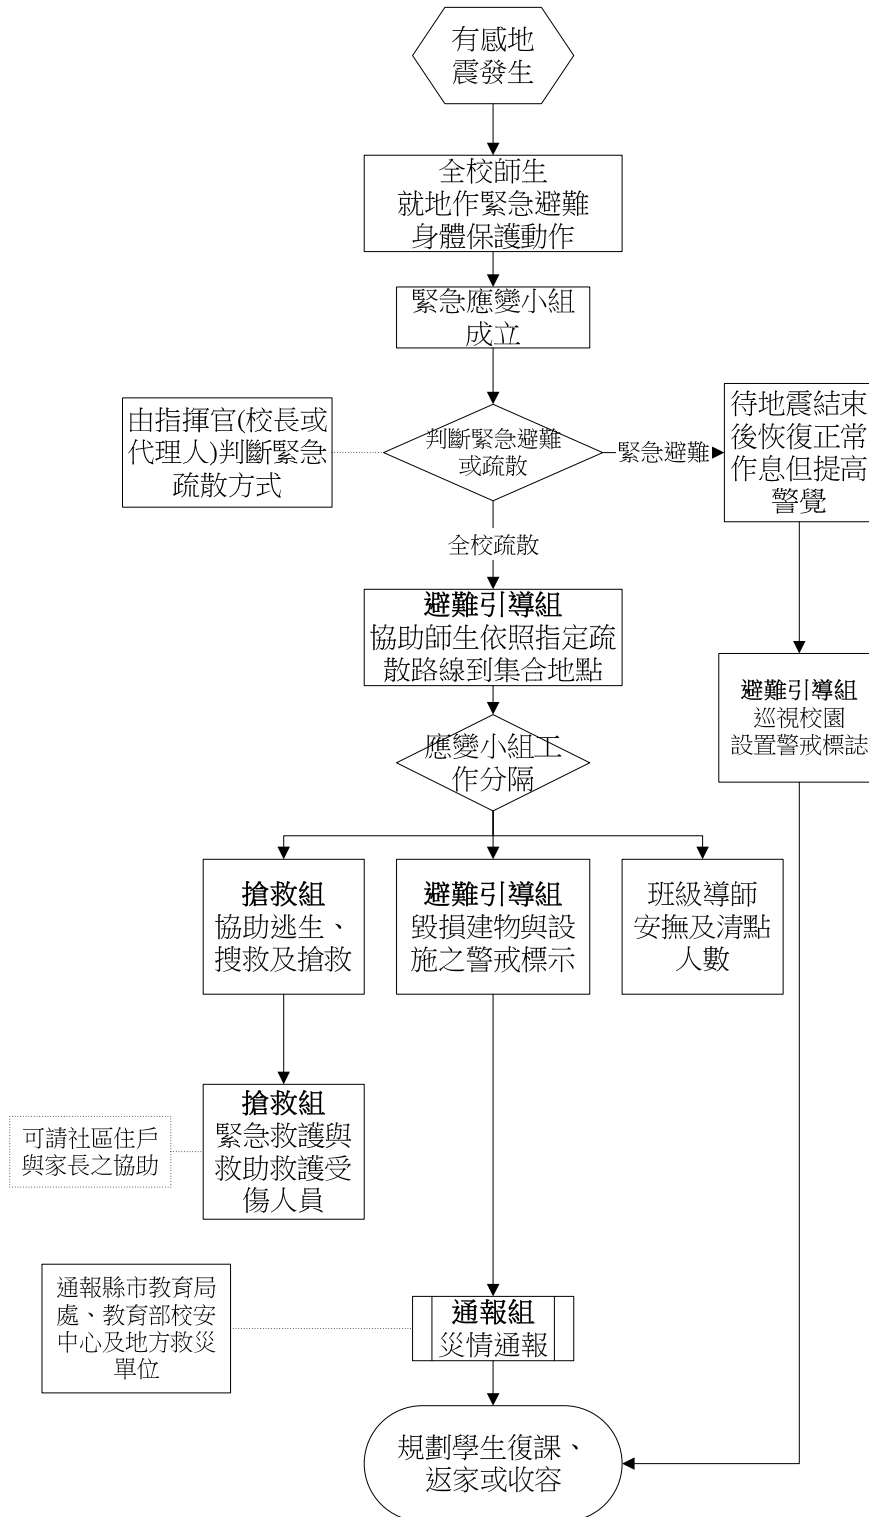 有感地
震發生
全校師生
就地作緊急避難
身體保護動作
緊急應變小組
成立
由指揮官(校長或
代理人)判斷緊急
疏散方式
判斷緊急避難
或疏散
緊急避難
待地震結束
後恢復正常
作息但提高
警覺
全校疏散
避難引導組
協助師生依照指定疏
散路線到集合地點
避難引導組
巡視校園
設置警戒標誌
應變小組工
作分隔
搶救組
協助逃生、
搜救及搶救
避難引導組
毀損建物與設
施之警戒標示
班級導師
安撫及清點
人數
可請社區住戶
與家長之協助
搶救組
緊急救護與
救助救護受
傷人員
通報縣市教育局
處、教育部校安
中心及地方救災
單位
通報組
災情通報
規劃學生復課、
返家或收容